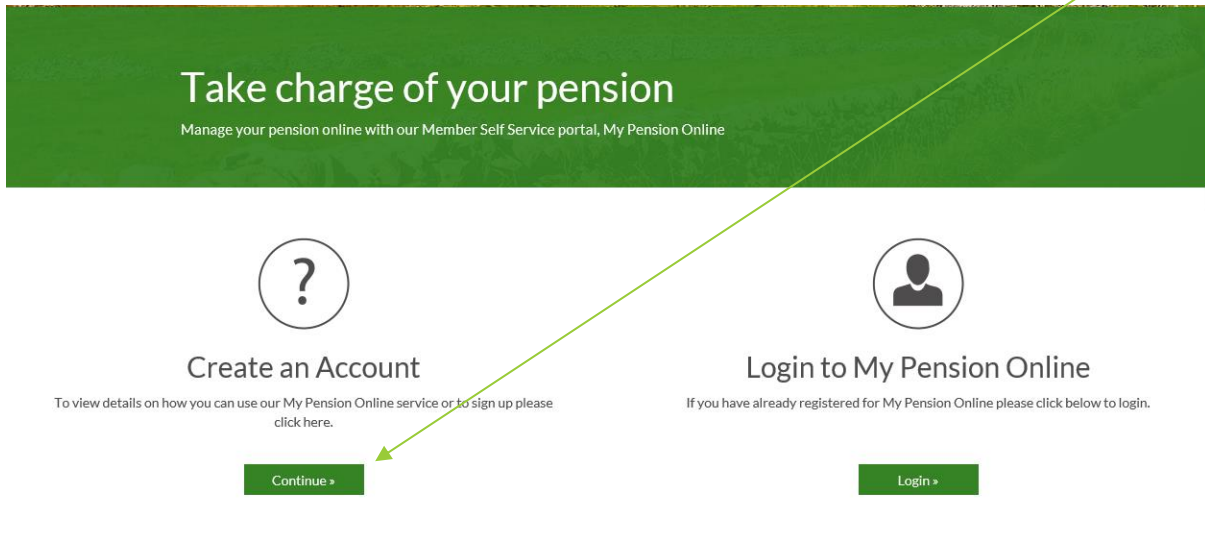 Take charge of your pension
Manage your pension online with our Member Self Service portal, My Pension Online
?
Create an Account
To view details on how you can use our My Pension Online service or to sign up please
click here.
Continue »
Login to My Pension Online
If you have already registered for My Pension Online please click below to login.
Login »